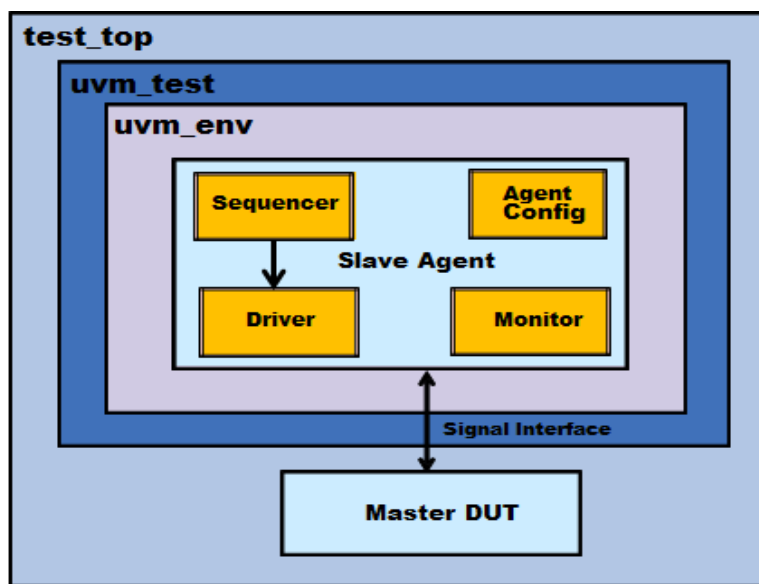 test_top
uvm_test
uvm_env
Sequencer
Agent
Config
Slave Agent
Driver
Monitor
Signal Interface
Master DUT